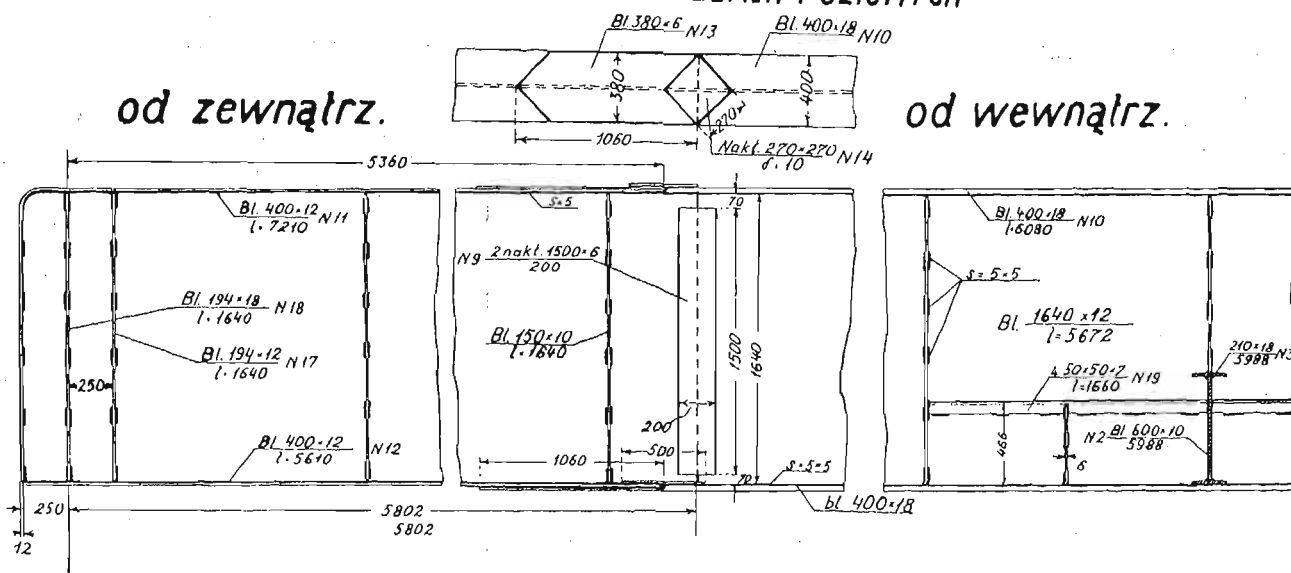 Bl. 380×6 N13
Bl. 400×18 N10
380
400
270
1060
Nakł. 270×270 N14
10
od zewnątrz.
od wewnątrz.
5360
Bl. 400×12 N11
l. 7210
s=5
70
Bl. 400×18 N10
l. 6080
N9 2 nakł. 1500×6
200
s = 5×5
Bl. 194×18 N18
l. 1640
Bl. 1640 ×12
l= 5672
Bl. 150×10
l. 1640
1500
1640
Bl. 194×12 N17
l. 1640
210×18
5988
250
50×50×7 N19
l=1660
200
466
Bl. 400×12 N12
l. 5610
500
N2 Bl 600×10
5988
6
1060
s=5=5
70
bl. 400×18
250
5802
5802
12